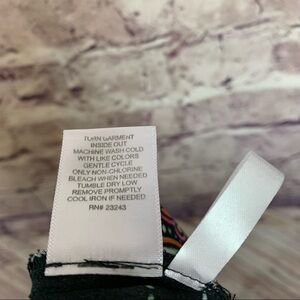 TURN GARMENT
INSIDE OUT
MACHINE WASH COLD
WITH LIKE COLORS
GENTLE CYCLE
ONLY NON-CHLORINE
BLEACH WHEN NEEDED
TUMBLE DRY LOW
REMOVE PROMPTLY
COOL IRON IF NEEDED
RN# 23243